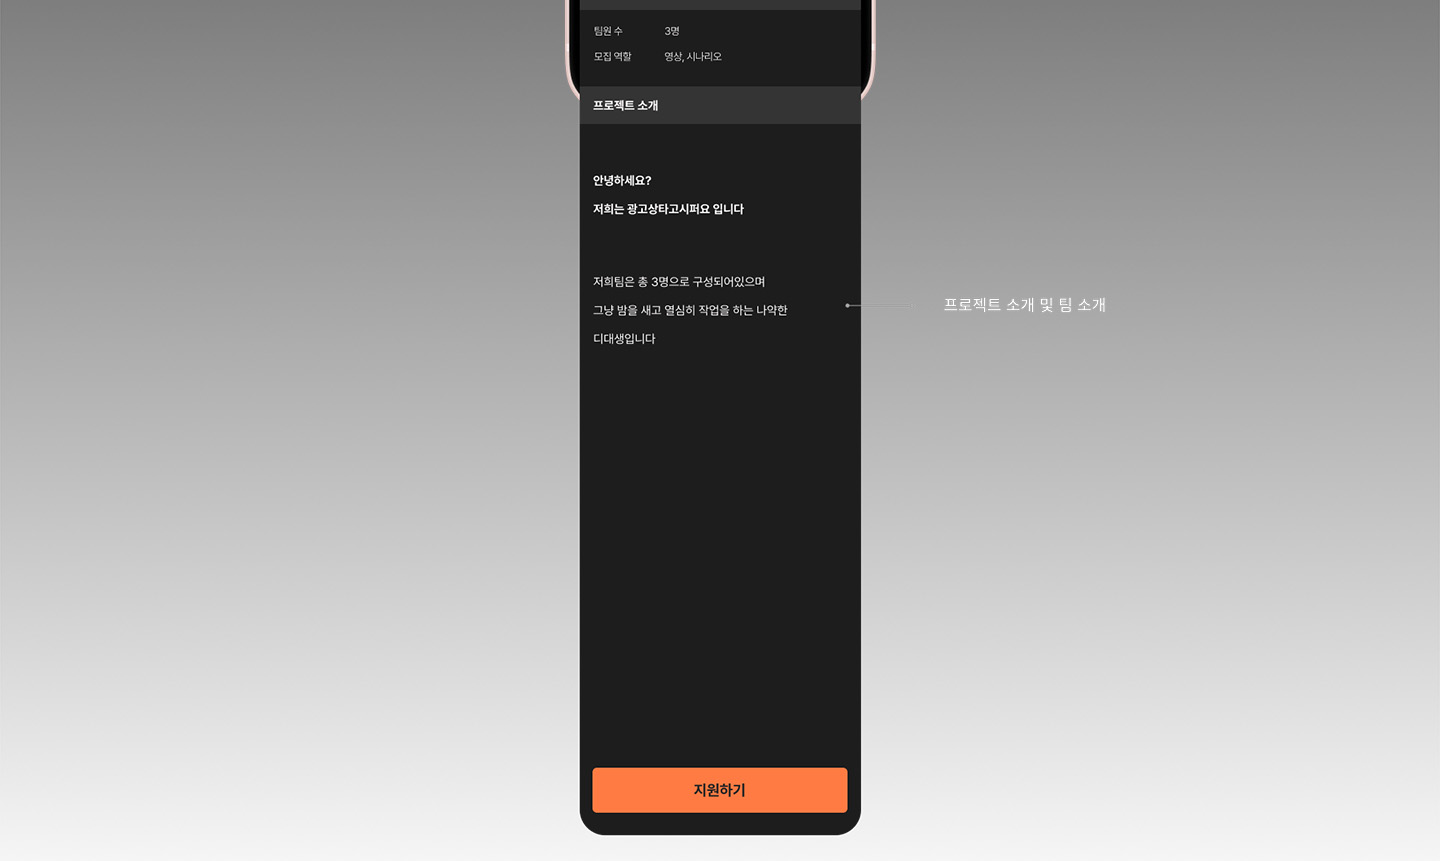 팀원 수 3명
모집 역할 영상, 시나리오
프로젝트 소개
안녕하세요?
저희는 광고상타고시퍼요 입니다
저희팀은 총 3명으로 구성되어있으며
그냥 밤을 새고 열심히 작업을 하는 나약한
디대생입니다
프로젝트 소개 및 팀 소개
지원하기